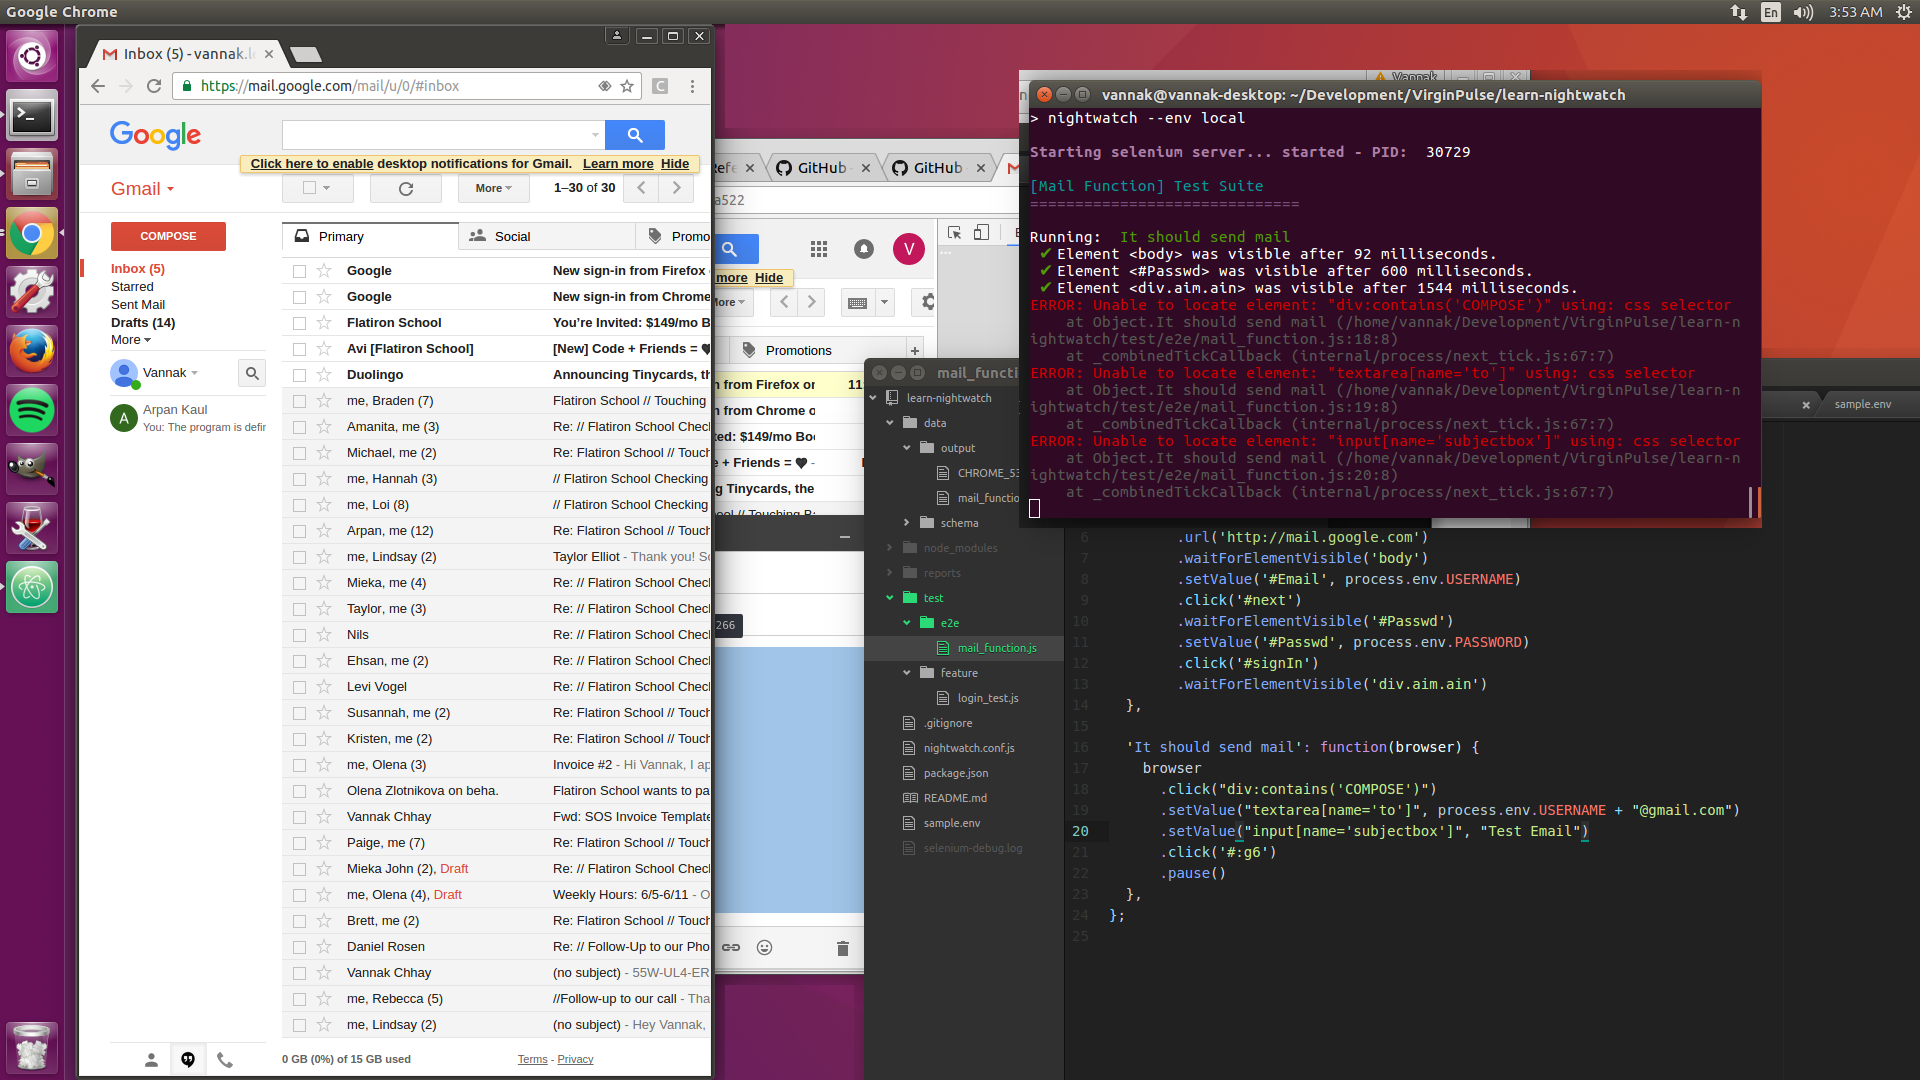 Google Chrome
En
3:53 AM
Inbox (5) - vannak.l
https://mail.google.com/mail/u/0/#inbox
Google
Click here to enable desktop notifications for Gmail. Learn more Hide
Gmail
More
1–30 of 30
COMPOSE
Primary
Social
Promo
Inbox (5)
Starred
Sent Mail
Drafts (14)
More
Vannak
Arpan Kaul
You: The program is defin
Google New sign-in from Firefox
Google New sign-in from Chrome
Flatiron School You're Invited: $149/mo B
Avi [Flatiron School] [New] Code + Friends = ♥
Duolingo Announcing Tinycards, th
me, Braden (7) Flatiron School // Touching
Amanita, me (3) Re: // Flatiron School Chec
Michael, me (2) Re: Flatiron School // Touch
me, Hannah (3) // Flatiron School Checking
me, Loi (8) // Flatiron School Checking
Arpan, me (12) Re: Flatiron School // Touch
me, Lindsay (2) Taylor Elliot - Thank you! So
Mieka, me (4) Re: // Flatiron School Chec
Taylor, me (3) Re: // Flatiron School Chec
Nils Re: Flatiron School // Touch
Ehsan, me (2) Re: // Flatiron School Chec
Levi Vogel Re: // Flatiron School Chec
Susannah, me (2) Re: Flatiron School // Touch
Kristen, me (2) Re: Flatiron School // Touch
me, Olena (3) Invoice #2 - Hi Vannak, I ap
Olena Zlotnikova on beha. Flatiron School wants to pa
Vannak Chhay Fwd: SOS Invoice Template
Paige, me (7) Re: Flatiron School // Touch
Mieka John (2), Draft Re: // Flatiron School Chec
me, Olena (4), Draft Weekly Hours: 6/5-6/11 - O
Brett, me (2) Re: Flatiron School // Touch
Daniel Rosen Re: // Follow-Up to our Pho
Vannak Chhay (no subject) - 55W-UL4-ER
me, Rebecca (5) //Follow-up to our call - Tha
me, Lindsay (2) (no subject) - Hey Vannak,
0 GB (0%) of 15 GB used
Terms - Privacy
Refe
GitHub
GitHub
a522
V
more Hide
More
Promotions
n from Firefox or 11
n from Chrome o
ted: $149/mo Boo
e + Friends = ♥ -
g Tinycards, the
ool // Touching Ba
266
Vannak
vannak@vannak-desktop: ~/Development/VirginPulse/learn-nightwatch
> nightwatch --env local
Starting selenium server... started - PID: 30729
[Mail Function] Test Suite
==============================
Running: It should send mail
✔ Element <body> was visible after 92 milliseconds.
✔ Element <#Passwd> was visible after 600 milliseconds.
✔ Element <div.aim.ain> was visible after 1544 milliseconds.
ERROR: Unable to locate element: "div:contains('COMPOSE')" using: css selector
at Object.It should send mail (/home/vannak/Development/VirginPulse/learn-n
ightwatch/test/e2e/mail_function.js:18:8)
at _combinedTickCallback (internal/process/next_tick.js:67:7)
ERROR: Unable to locate element: "textarea[name='to']" using: css selector
at Object.It should send mail (/home/vannak/Development/VirginPulse/learn-n
ightwatch/test/e2e/mail_function.js:19:8)
at _combinedTickCallback (internal/process/next_tick.js:67:7)
ERROR: Unable to locate element: "input[name='subjectbox']" using: css selector
at Object.It should send mail (/home/vannak/Development/VirginPulse/learn-n
ightwatch/test/e2e/mail_function.js:20:8)
at _combinedTickCallback (internal/process/next_tick.js:67:7)
mail_functi
learn-nightwatch
data
output
CHROME_53
mail_functio
schema
node_modules
reports
test
e2e
mail_function.js
feature
login_test.js
.gitignore
nightwatch.conf.js
package.json
README.md
sample.env
selenium-debug.log
sample.env
6 .url('http://mail.google.com')
7 .waitForElementVisible('body')
8 .setValue('#Email', process.env.USERNAME)
9 .click('#next')
10 .waitForElementVisible('#Passwd')
11 .setValue('#Passwd', process.env.PASSWORD)
12 .click('#signIn')
13 .waitForElementVisible('div.aim.ain')
14 },
15
16 'It should send mail': function(browser) {
17 browser
18 .click("div:contains('COMPOSE')")
19 .setValue("textarea[name='to']", process.env.USERNAME + "@gmail.com")
20 .setValue("input[name='subjectbox']", "Test Email")
21 .click('#:g6')
22 .pause()
23 },
24 };
25